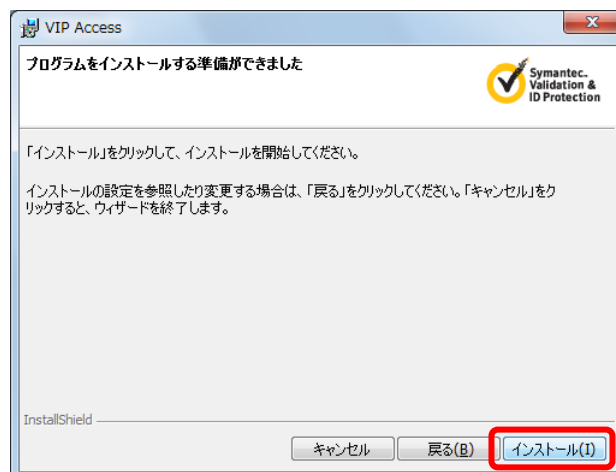 VIP Access
プログラムをインストールする準備ができました
Symantec™
Validation &
ID Protection
「インストール」をクリックして、インストールを開始してください。
インストールの設定を参照したり変更する場合は、「戻る」をクリックしてください。「キャンセル」をク
リックすると、ウィザードを終了します。
InstallShield
キャンセル 戻る(B) インストール(I)